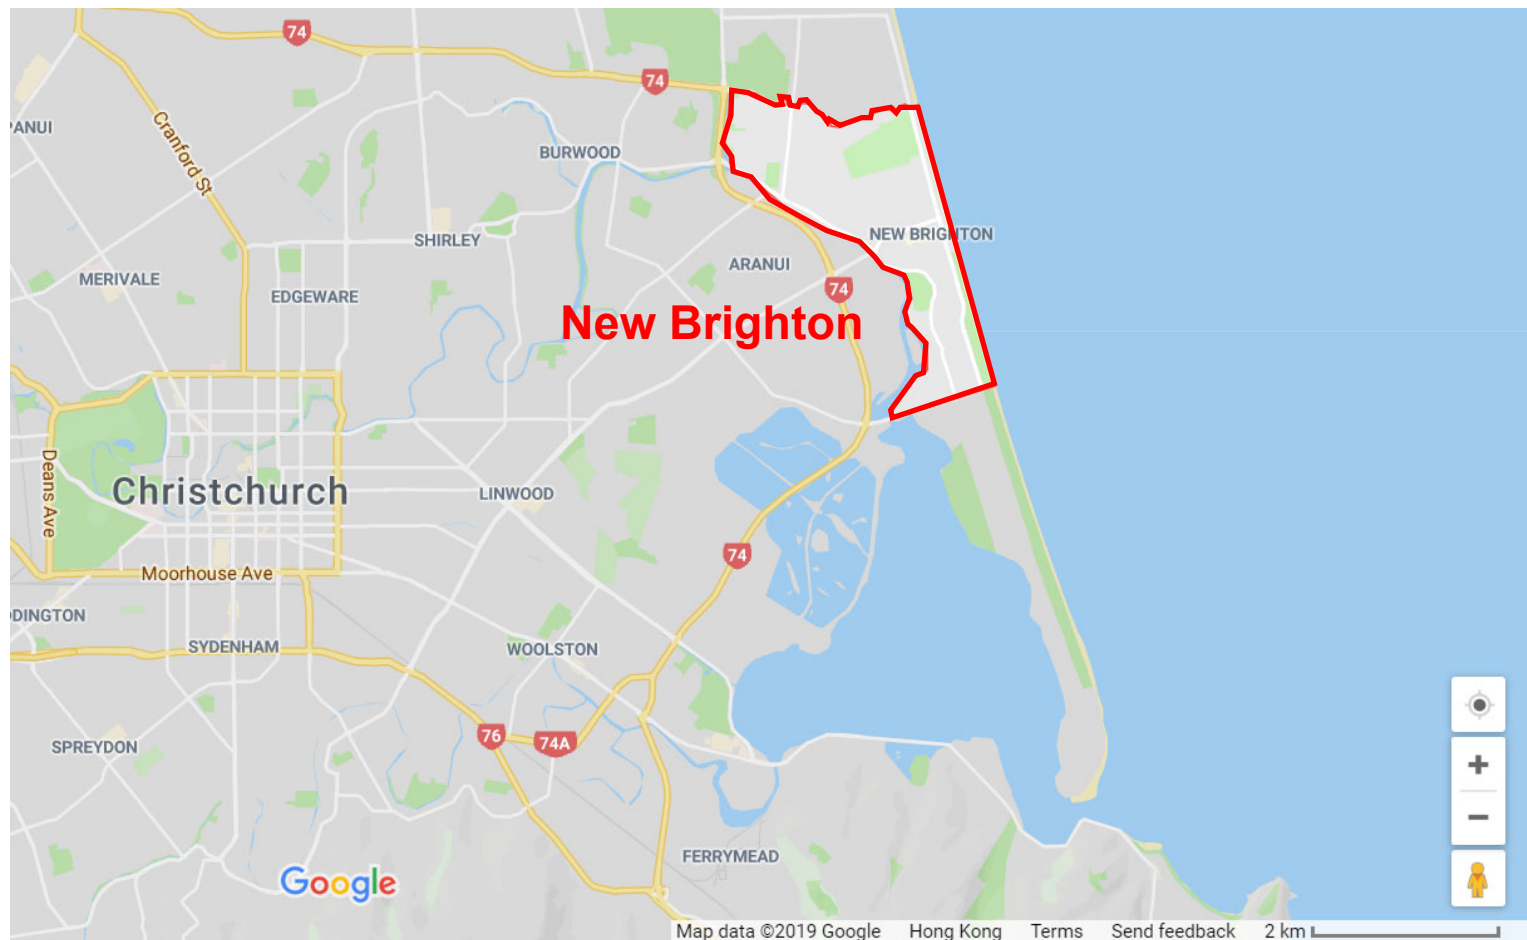 74
74
Cranford St
PANUI
BURWOOD
SHIRLEY
NEW BRIGHTON
ARANUI
MERIVALE
EDGEWARE
74
New Brighton
Deans Ave
Christchurch
LINWOOD
74
Moorhouse Ave
DDINGTON
SYDENHAM
WOOLSTON
76
74A
SPREYDON
FERRYMEAD
Google
Map data ©2019 Google Hong Kong Terms Send feedback 2 km